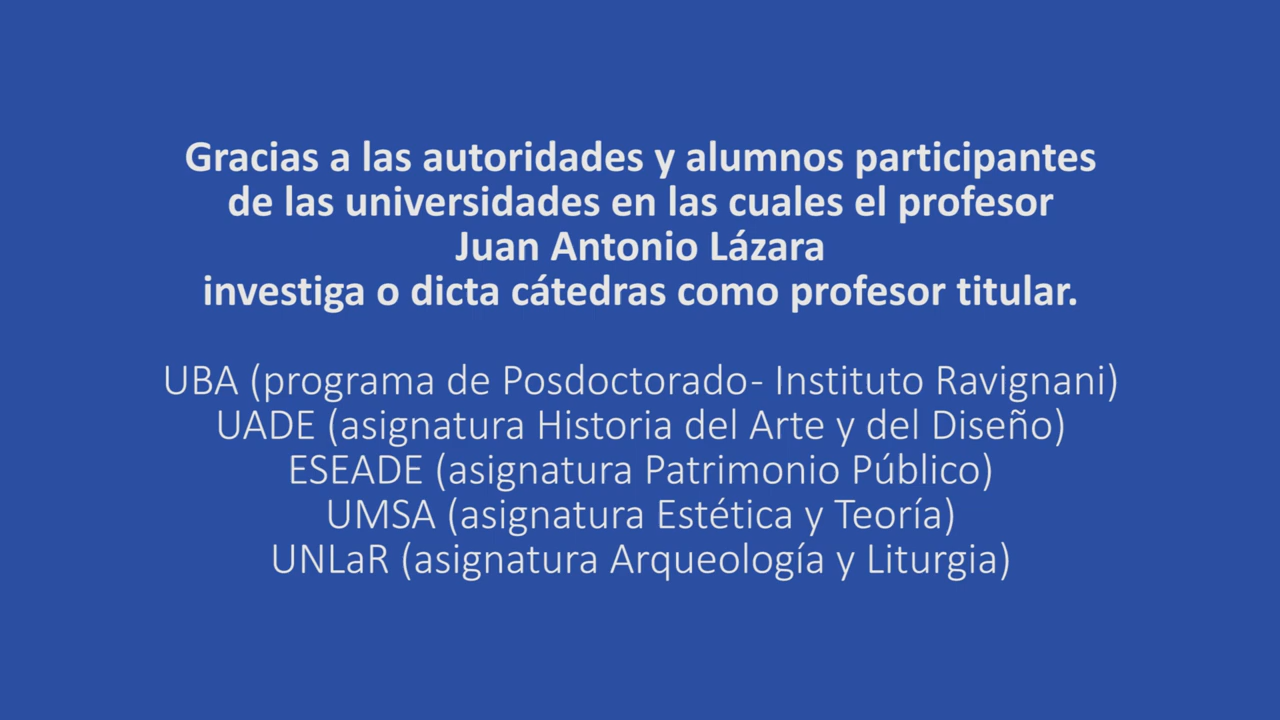 Gracias a las autoridades y alumnos participantes
de las universidades en las cuales el profesor
Juan Antonio Lázara
investiga o dicta cátedras como profesor titular.
UBA (programa de Posdoctorado- Instituto Ravignani)
UADE (asignatura Historia del Arte y del Diseño)
ESEADE (asignatura Patrimonio Público)
UMSA (asignatura Estética y Teoría)
UNLaR (asignatura Arqueología y Liturgia)